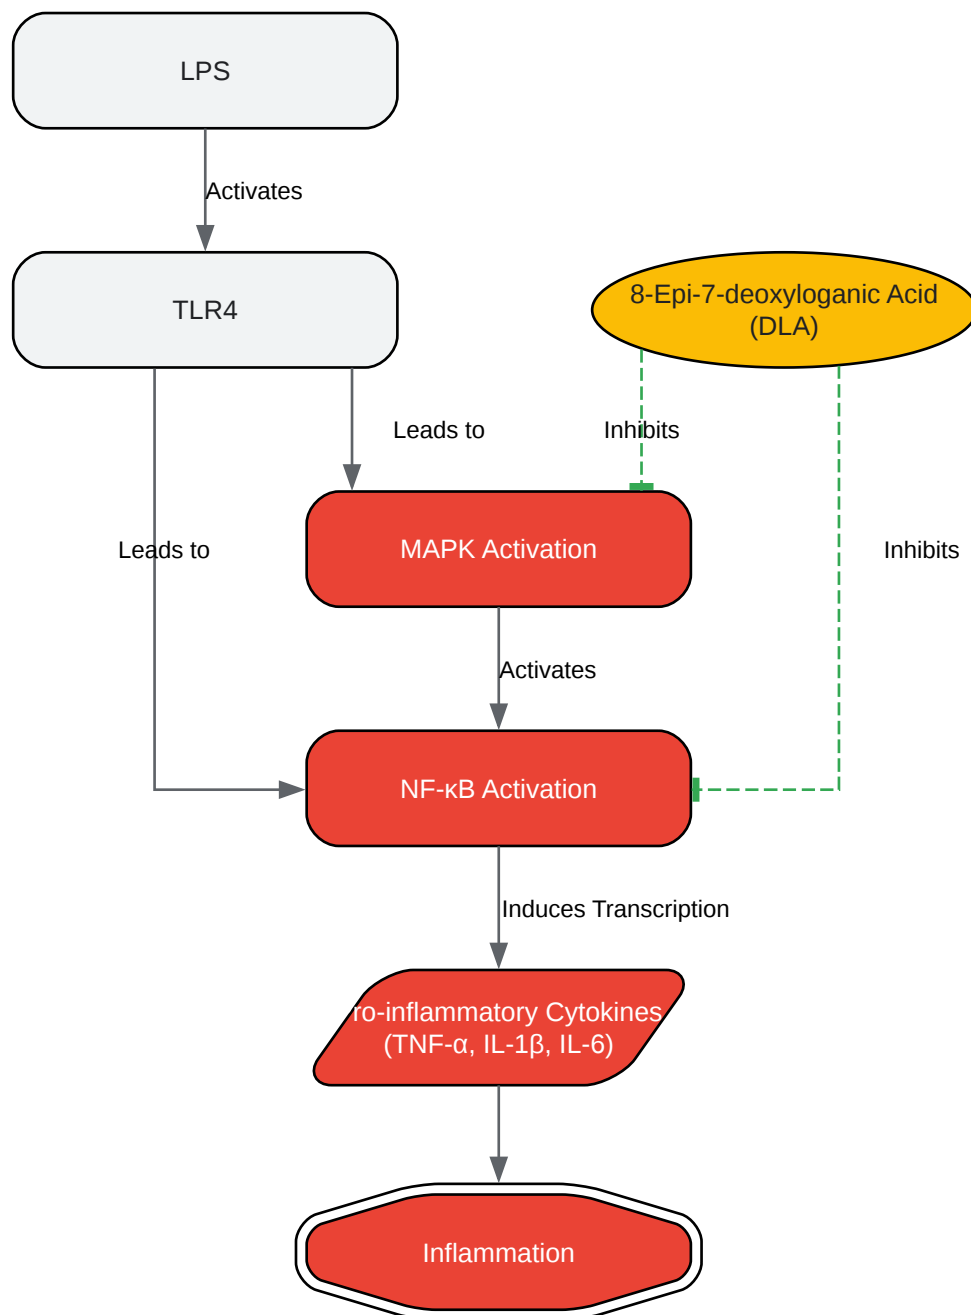 LPS
Activates
TLR4
8-Epi-7-deoxyloganic Acid
(DLA)
Leads to
Inhibits
MAPK Activation
Leads to
Inhibits
Activates
NF-κB Activation
Induces Transcription
ro-inflammatory Cytokines
(TNF-α, IL-1β, IL-6)
Inflammation